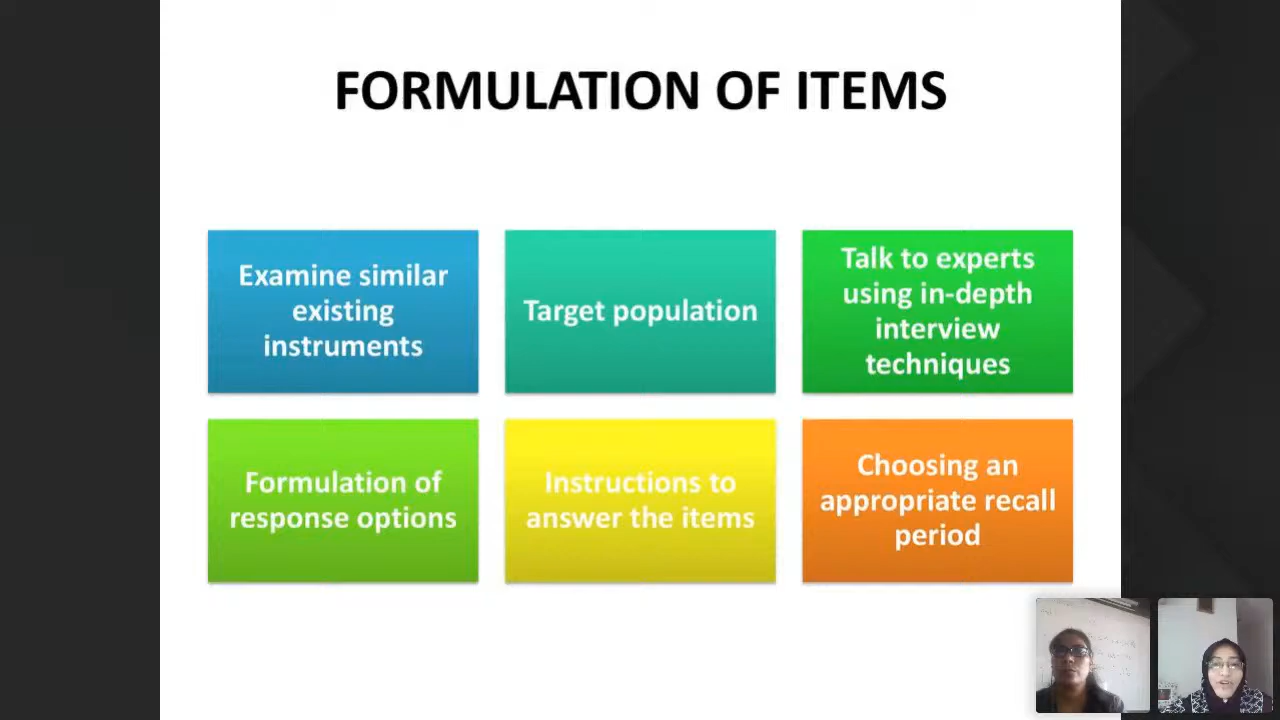 FORMULATION OF ITEMS
Examine similar
existing
instruments
Target population
Talk to experts
using in-depth
interview
techniques
Formulation of
response options
Instructions to
answer the items
Choosing an
appropriate recall
period